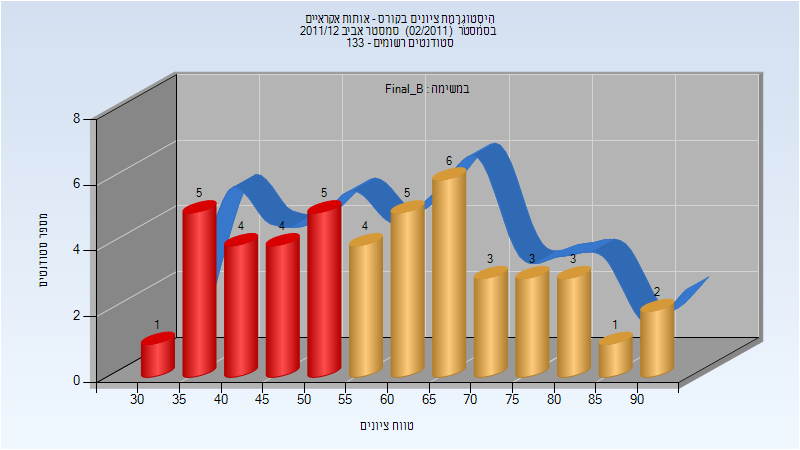 היסטוגרמת ציונים בקורס - אותות אקראיים
בסמסטר (02/2011) סמסטר אביב 2011/12
סטודנטים רשומים - 133
במשימה : Final_B
מספר סטודנטים
8
6
4
2
0
1
5
4
4
5
4
5
6
3
3
3
1
2
30 35 40 45 50 55 60 65 70 75 80 85 90
טווח ציונים